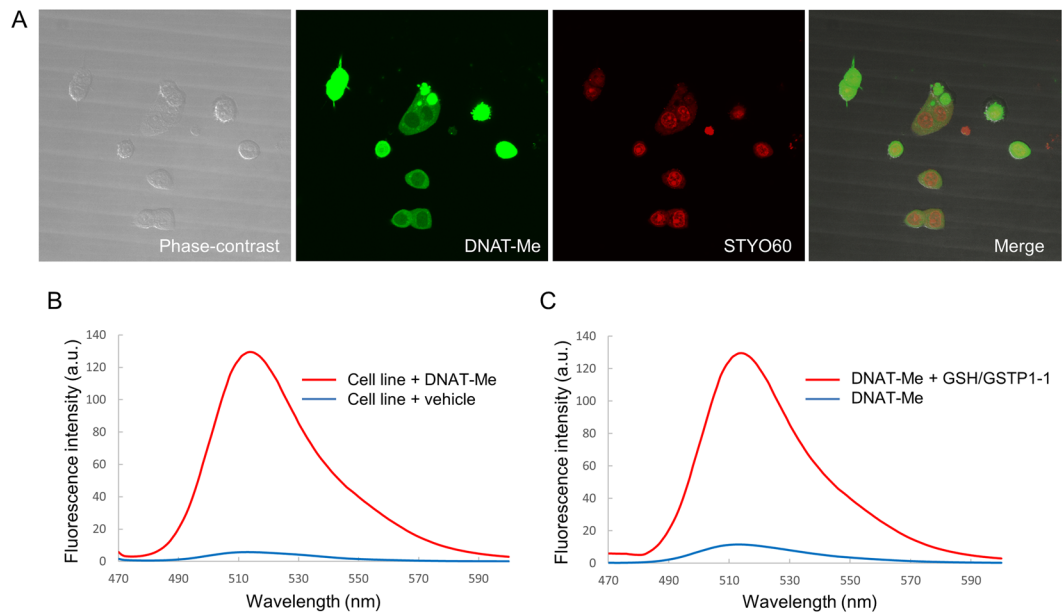 A
Phase-contrast
DNAT-Me
STYO60
Merge
B
Fluorescence intensity (a.u.)
140
120
100
80
60
40
20
0
470
490
510
530
550
570
590
Wavelength (nm)
Cell line + DNAT-Me
Cell line + vehicle
C
Fluorescence intensity (a.u.)
140
120
100
80
60
40
20
0
470
490
510
530
550
570
590
Wavelength (nm)
DNAT-Me + GSH/GSTP1-1
DNAT-Me